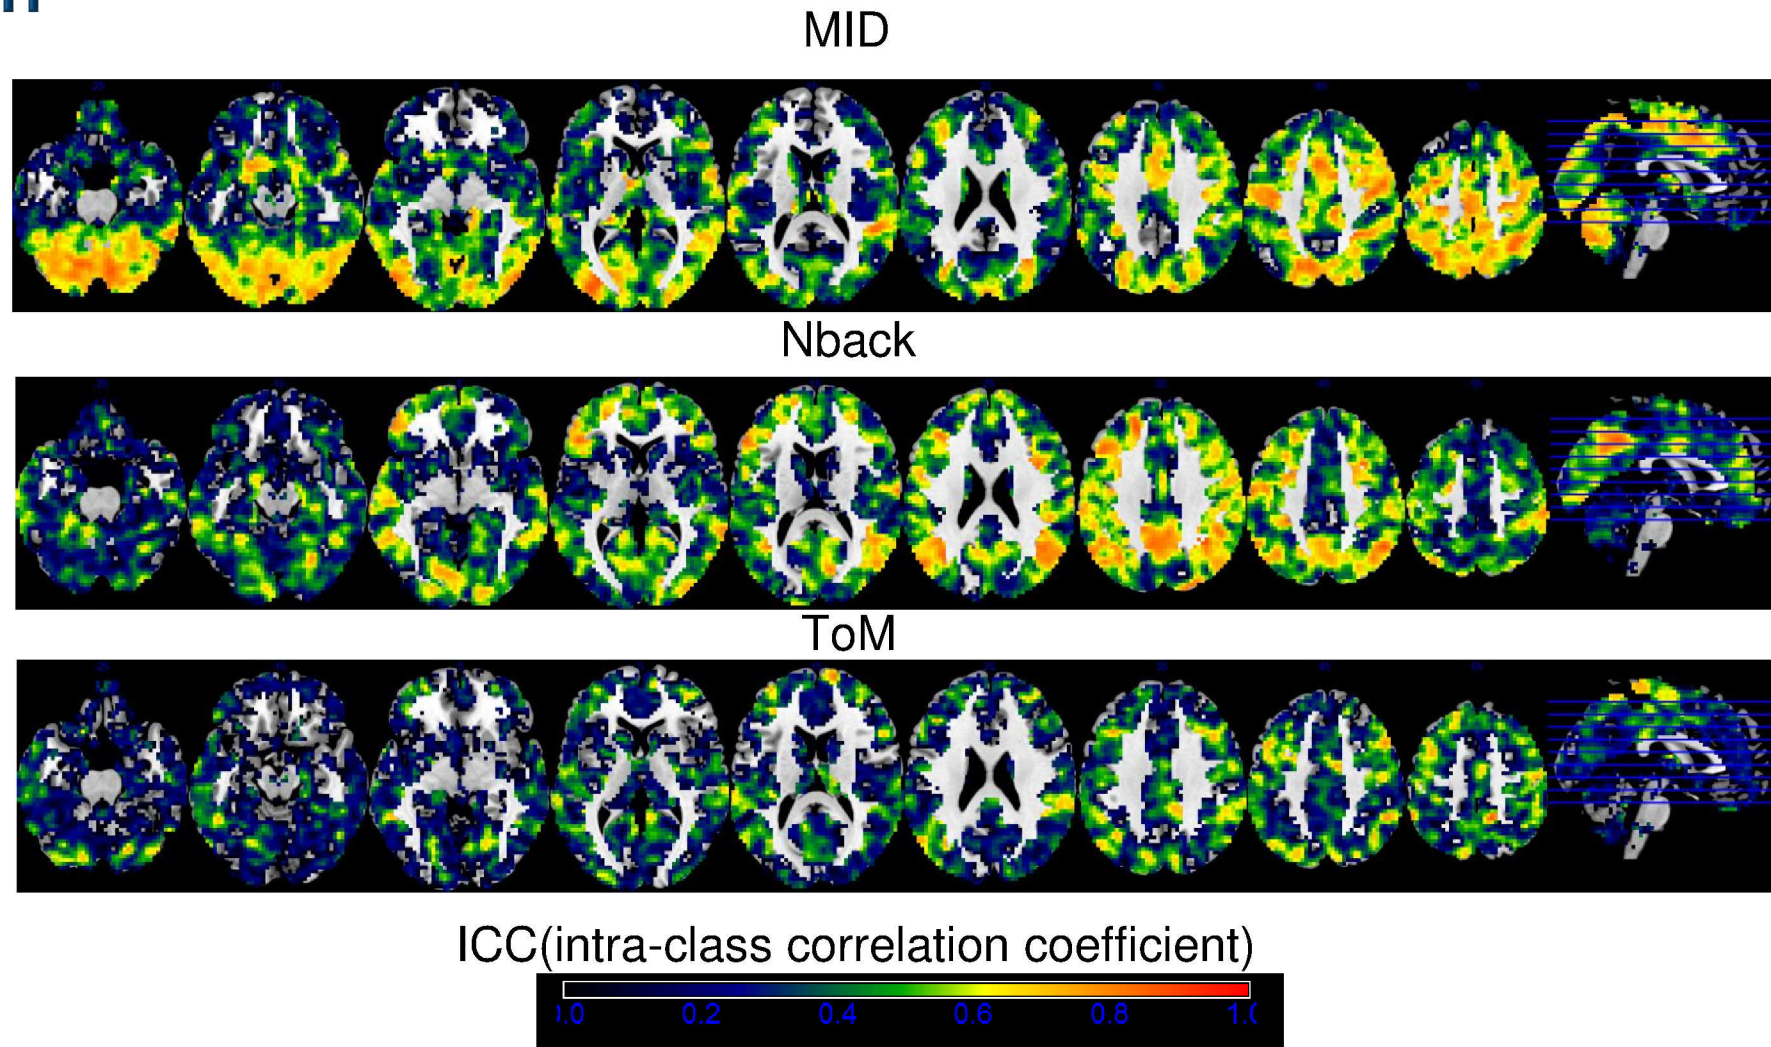 MID
Nback
ToM
ICC(intra-class correlation coefficient)
0.2 0.4 0.6 0.8